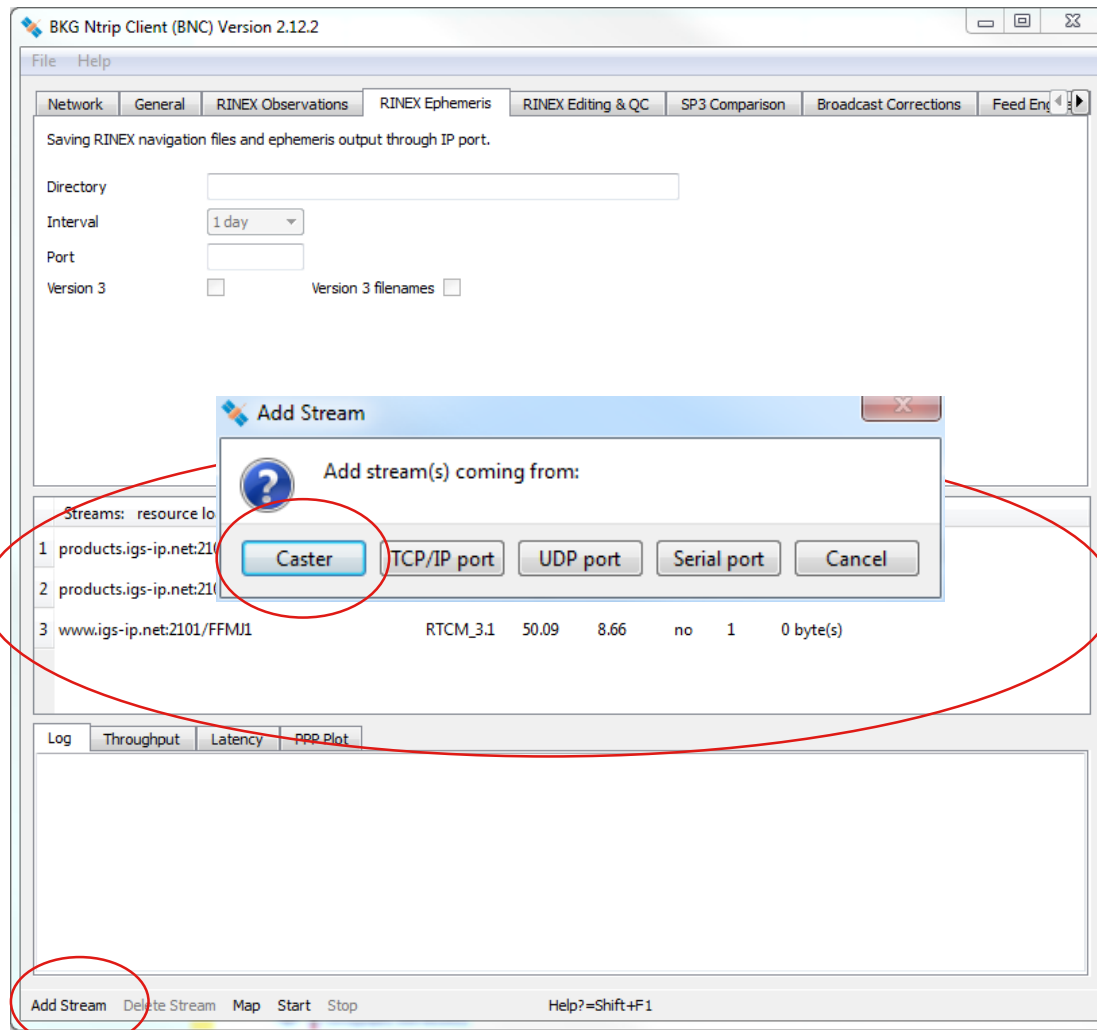 BKG Ntrip Client (BNC) Version 2.12.2
File Help
Network General RINEX Observations RINEX Ephemeris RINEX Editing & QC SP3 Comparison Broadcast Corrections Feed
Saving RINEX navigation files and ephemeris output through IP port.
Directory
Interval 1 day
Port
Version 3 Version 3 filenames
Add Stream
Add stream(s) coming from:
Caster TCP/IP port UDP port Serial port Cancel
Streams: resource
1 products.igs-ip.net:
2 products.igs-ip.net:
3 www.igs-ip.net:2101/FFMJ1 RTCM_3.1 50.09 8.66 no 1 0 byte(s)
Log Throughput Latency PPP Plot
Add Stream Delete Stream Map Start Stop Help?=Shift+F1